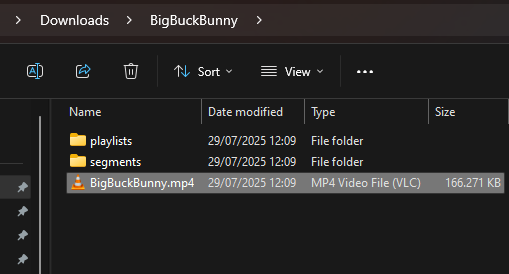 Downloads > BigBuckBunny >
Sort View
Name Date modified Type Size
playlists 29/07/2025 12:09 File folder
segments 29/07/2025 12:09 File folder
BigBuckBunny.mp4 29/07/2025 12:09 MP4 Video File (VLC) 166.271 KB